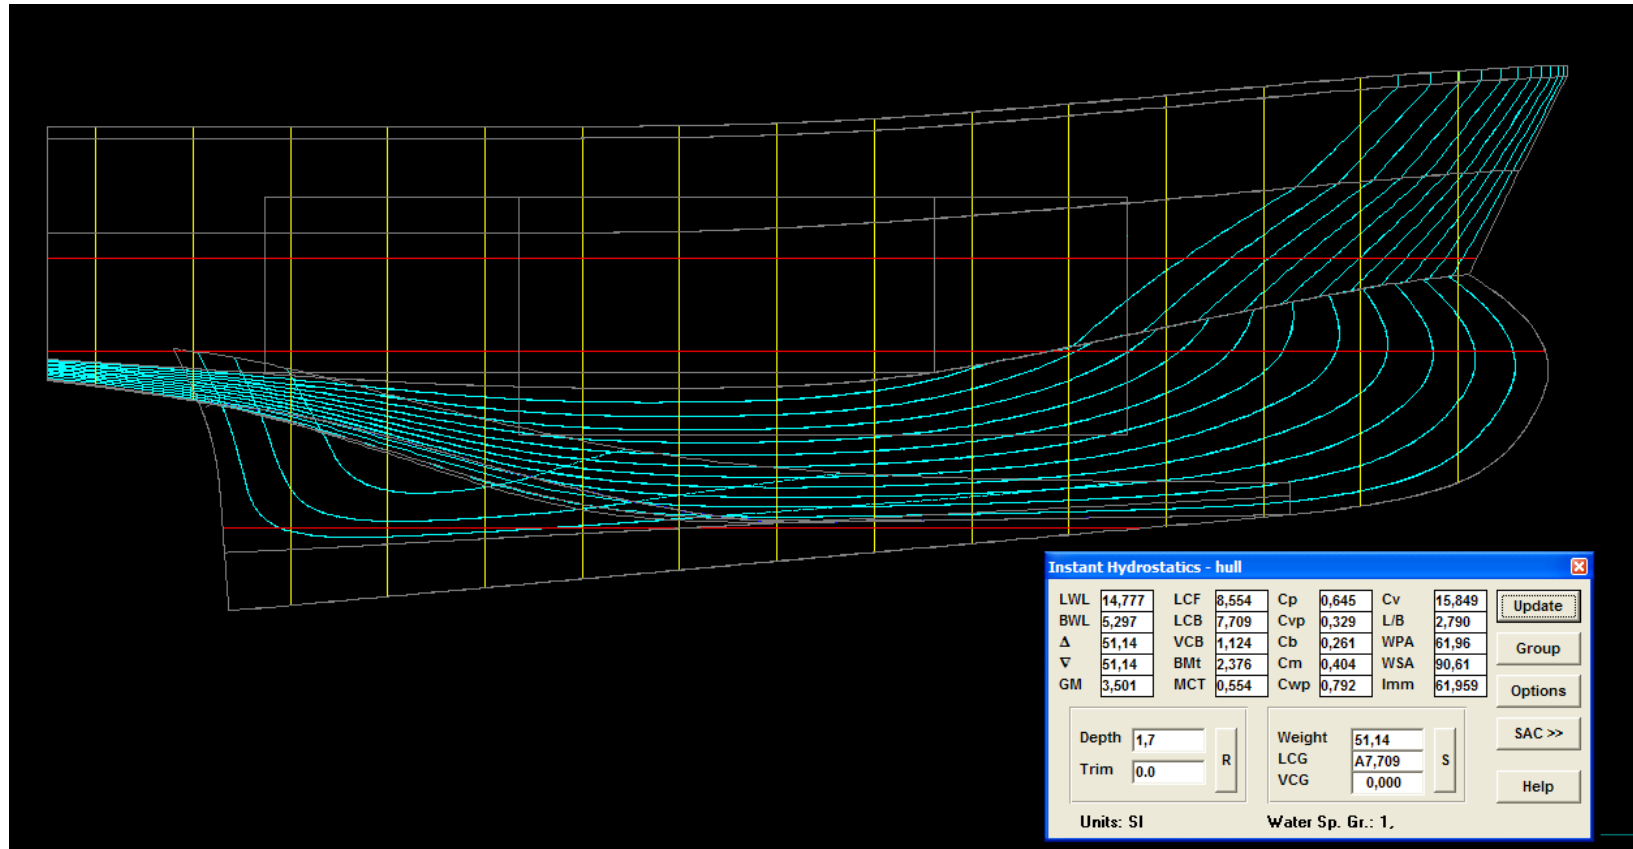 Instant Hydrostatics - hull
LWL 14,777 LCF 8,554 Cp 0,645 Cv 15,849 Update
BWL 5,297 LCB 7,709 Cvp 0,329 L/B 2,790
Δ 51,14 VCB 1,124 Cb 0,261 WPA 61,96 Group
∇ 51,14 BMt 2,376 Cm 0,404 WSA 90,61
GM 3,501 MCT 0,554 Cwp 0,792 Imm 61,959 Options
Depth 1,7 R Weight 51,14 S SAC >>
Trim 0.0 LCG A7,709
VCG 0,000 Help
Units: SI Water Sp. Gr.: 1,